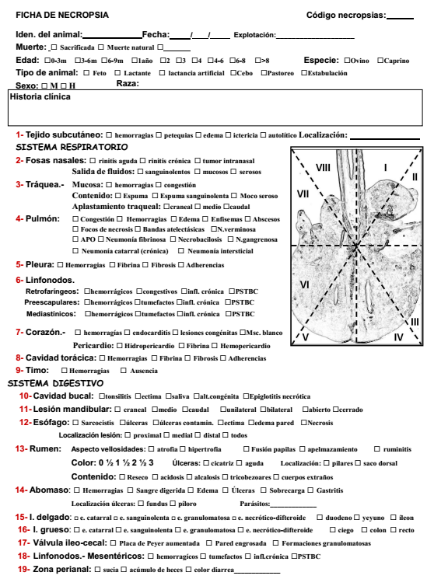 FICHA DE NECROPSIA Código necropsias:_____
Iden. del animal:__________ Fecha:____/___/____ Explotación:__________________
Muerte: □ Sacrificada □ Muerte natural □______
Edad: □0-3m □3-6m □6-9m □1año □2 □3 □4 □4-6 □6-8 □>8 Especie: □Ovino □Caprino
Tipo de animal: □ Feto □ Lactante □ lactancia artificial □Cebo □Pastoreo □Estabulación
Sexo: □ M □ H Raza:
Historia clínica
1- Tejido subcutáneo: □ hemorragias □ petequias □ edema □ ictericia □ autolítico Localización: __________
SISTEMA RESPIRATORIO
2- Fosas nasales: □ rinitis aguda □ rinitis crónica □ tumor intranasal
Salida de fluidos: □ sanguinolentos □ mucosos □ serosos
3- Tráquea.- Mucosa: □ hemorragias □ congestión
Contenido: □ Espuma □ Espuma sanguinolenta □ Moco seroso
Aplastamiento traqueal: □craneal □ medio □caudal
4- Pulmón: □ Congestión □ Hemorragias □ Edema □ Enfisemas □ Abscesos
□ Focos de necrosis □ Bandas atelectásicas □ N.verminosa
□ APO □ Neumonía fibrinosa □ Necrobacilosis □ N.gangrenosa
□ Neumonía catarral (crónica) □ Neumonía intersticial
5- Pleura: □ Hemorragias □ Fibrina □ Fibrosis □ Adherencias
6- Linfonodos.
Retrofaríngeos: □hemorrágicos □congestivos □infl. crónica □PSTBC
Preescapulares: □hemorrágicos □tumefactos □infl. crónica □PSTBC
Mediastínicos: □hemorrágicos □tumefactos □infl. crónica □PSTBC
7- Corazón.- □ hemorragias □ endocarditis □ lesiones congénitas □Msc. blanco
Pericardio: □ Hidropericardio □ Fibrina □ Hemopericardio
8- Cavidad torácica: □ Hemorragias □ Fibrina □ Fibrosis □ Adherencias
9- Timo: □ Hemorragias □ Ausencia
VIII I II VII VI III V IV
SISTEMA DIGESTIVO
10- Cavidad bucal: □tonsilitis □ectima □saliva □alt.congénita □Epiglotitis necrótica
11- Lesión mandibular: □ craneal □medio □caudal □unilateral □bilateral □abierto □cerrado
12- Esófago: □ Sarcocistis □úlceras □úlceras contamin. □ectima □edema pared □Necrosis
Localización lesión: □ proximal □ medial □ distal □ todos
13- Rumen: Aspecto vellosidades: □ atrofia □ hipertrofia □Fusión papilas □ apelmazamiento □ ruminitis
Color: 0 ½ 1 ½ 2 ½ 3 Úlceras: □ cicatriz □ aguda Localización: □ pilares □ saco dorsal
Contenido: □ Reseco □ acidosis □ alcalosis □ tricobezoares □ cuerpos extraños
14- Abomaso: □ Hemorragias □ Sangre digerida □ Edema □ Úlceras □ Sobrecarga □ Gastritis
Localización úlceras: □ fundus □ píloro Parásitos:______________
15- I. delgado: □ e. catarral □ e. sanguinolenta □ e. granulomatosa □ e. necrótico-difteroide □ duodeno □ yeyuno □ íleon
16- I. grueso: □ e. catarral □ e. sanguinolenta □ e. granulomatosa □ e. necrótico-difteroide □ ciego □ colon □ recto
17- Válvula ileo-cecal: □ Placa de Peyer aumentada □ Pared engrosada □ Formaciones granulomatosas
18- Linfonodos.- Mesentéricos: □ hemorragicos □ tumefactos □ infl.crónica □PSTBC
19- Zona perianal: □ sucia □ acúmulo de heces □ color diarrea____________